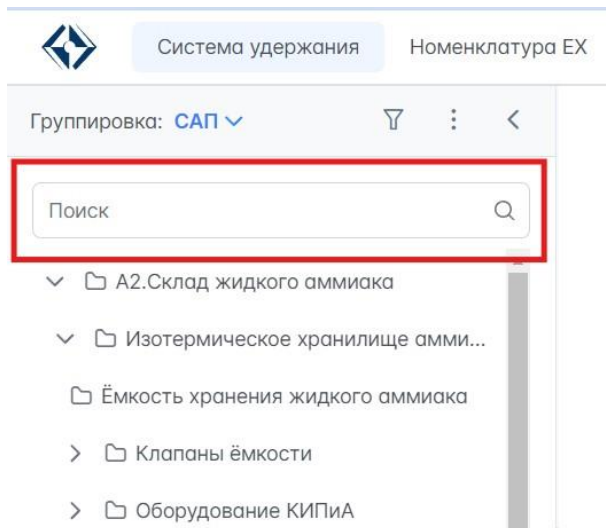 Система удержания Номенклатура EX
Группировка: САП
Поиск
А2.Склад жидкого аммиака
Изотермическое хранилище амми...
Ёмкость хранения жидкого аммиака
Клапаны ёмкости
Оборудование КИПиА